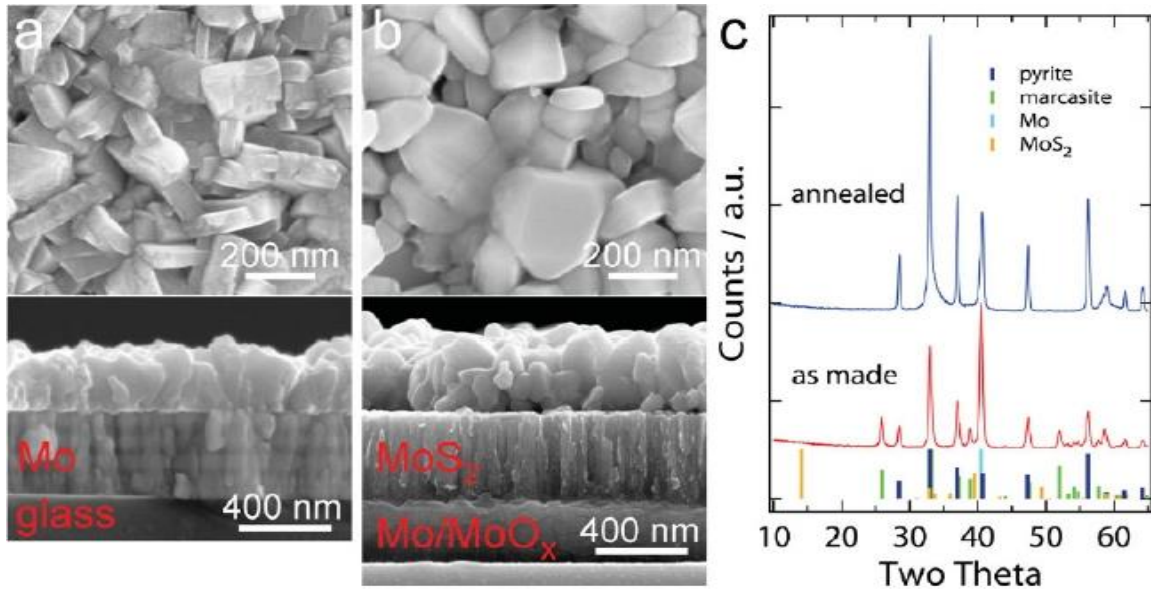 a
200 nm
Mo
glass
400 nm
b
200 nm
MoS₂
Mo/MoOₓ
400 nm
c
pyrite
marcasite
Mo
MoS₂
annealed
as made
Counts / a.u.
10 20 30 40 50 60
Two Theta